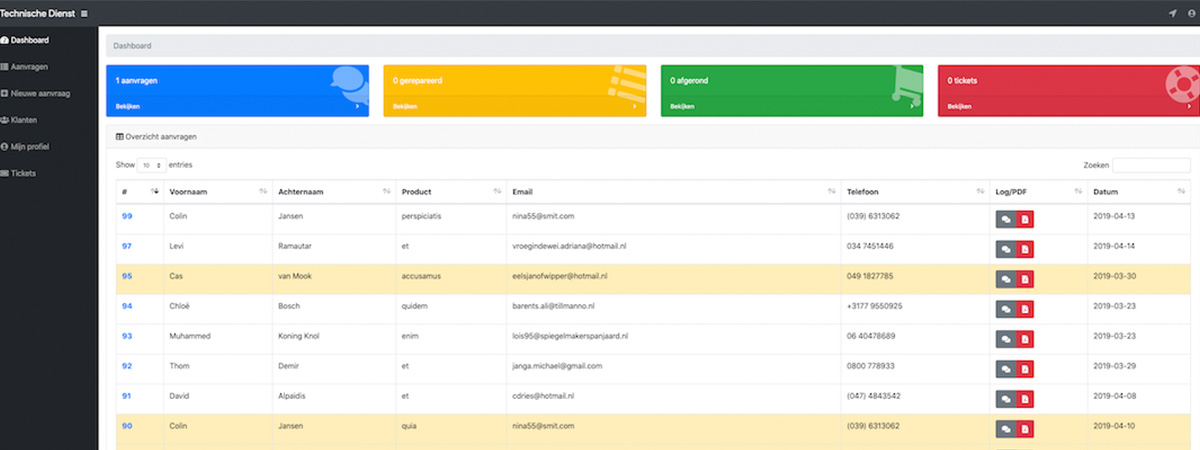 Technische Dienst
Dashboard
Aanvragen
Nieuwe aanvraag
Klanten
Mijn profiel
Tickets
Dashboard
1 aanvragen
Bekijken
0 gerepareerd
Bekijken
0 afgerond
Bekijken
0 tickets
Bekijken
Overzicht aanvragen
Show 10 entries
Zoeken
# Voornaam Achternaam Product Email Telefoon Log/PDF Datum
99 Colin Jansen perspiciatis nina55@smit.com (039) 6313062 2019-04-13
97 Levi Ramautar et vroegindewei.adriana@hotmail.nl 034 7451446 2019-04-14
95 Cas van Mook accusamus eelsjanofwipper@hotmail.nl 049 1827785 2019-03-30
94 Chloé Bosch quidem barents.ali@tillmanno.nl +3177 9550925 2019-03-23
93 Muhammed Koning Knol enim lois95@spiegelmakerspanjaard.nl 06 40478689 2019-03-23
92 Thom Demir et janga.michael@gmail.com 0800 778933 2019-03-29
91 David Alpaidis et cdries@hotmail.nl (047) 4843542 2019-04-08
90 Colin Jansen quia nina55@smit.com (039) 6313062 2019-04-10